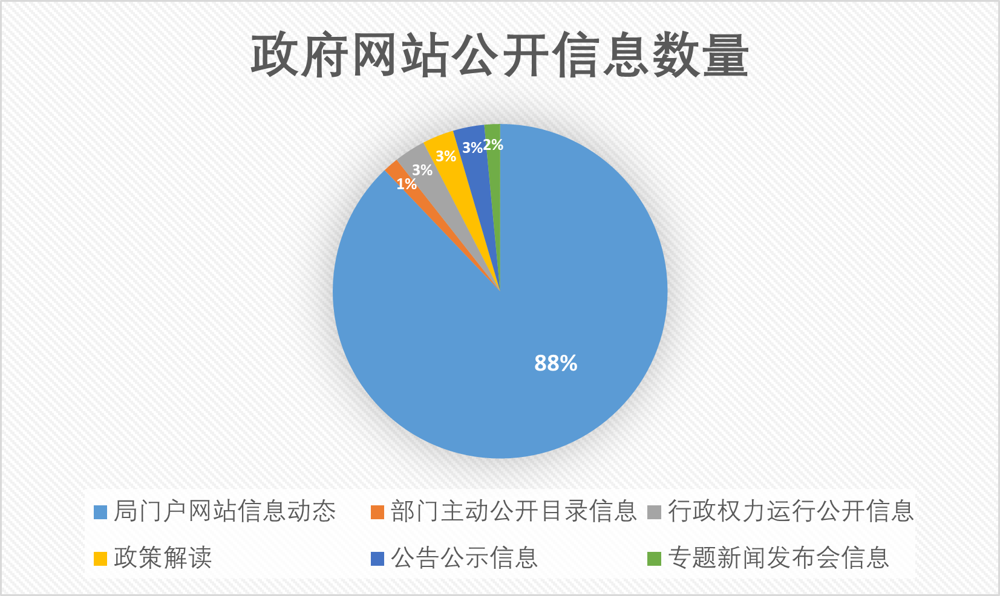 政府网站公开信息数量
2%
3%
3%
3%
1%
88%
局门户网站信息动态
部门主动公开目录信息
行政权力运行公开信息
政策解读
公告公示信息
专题新闻发布会信息